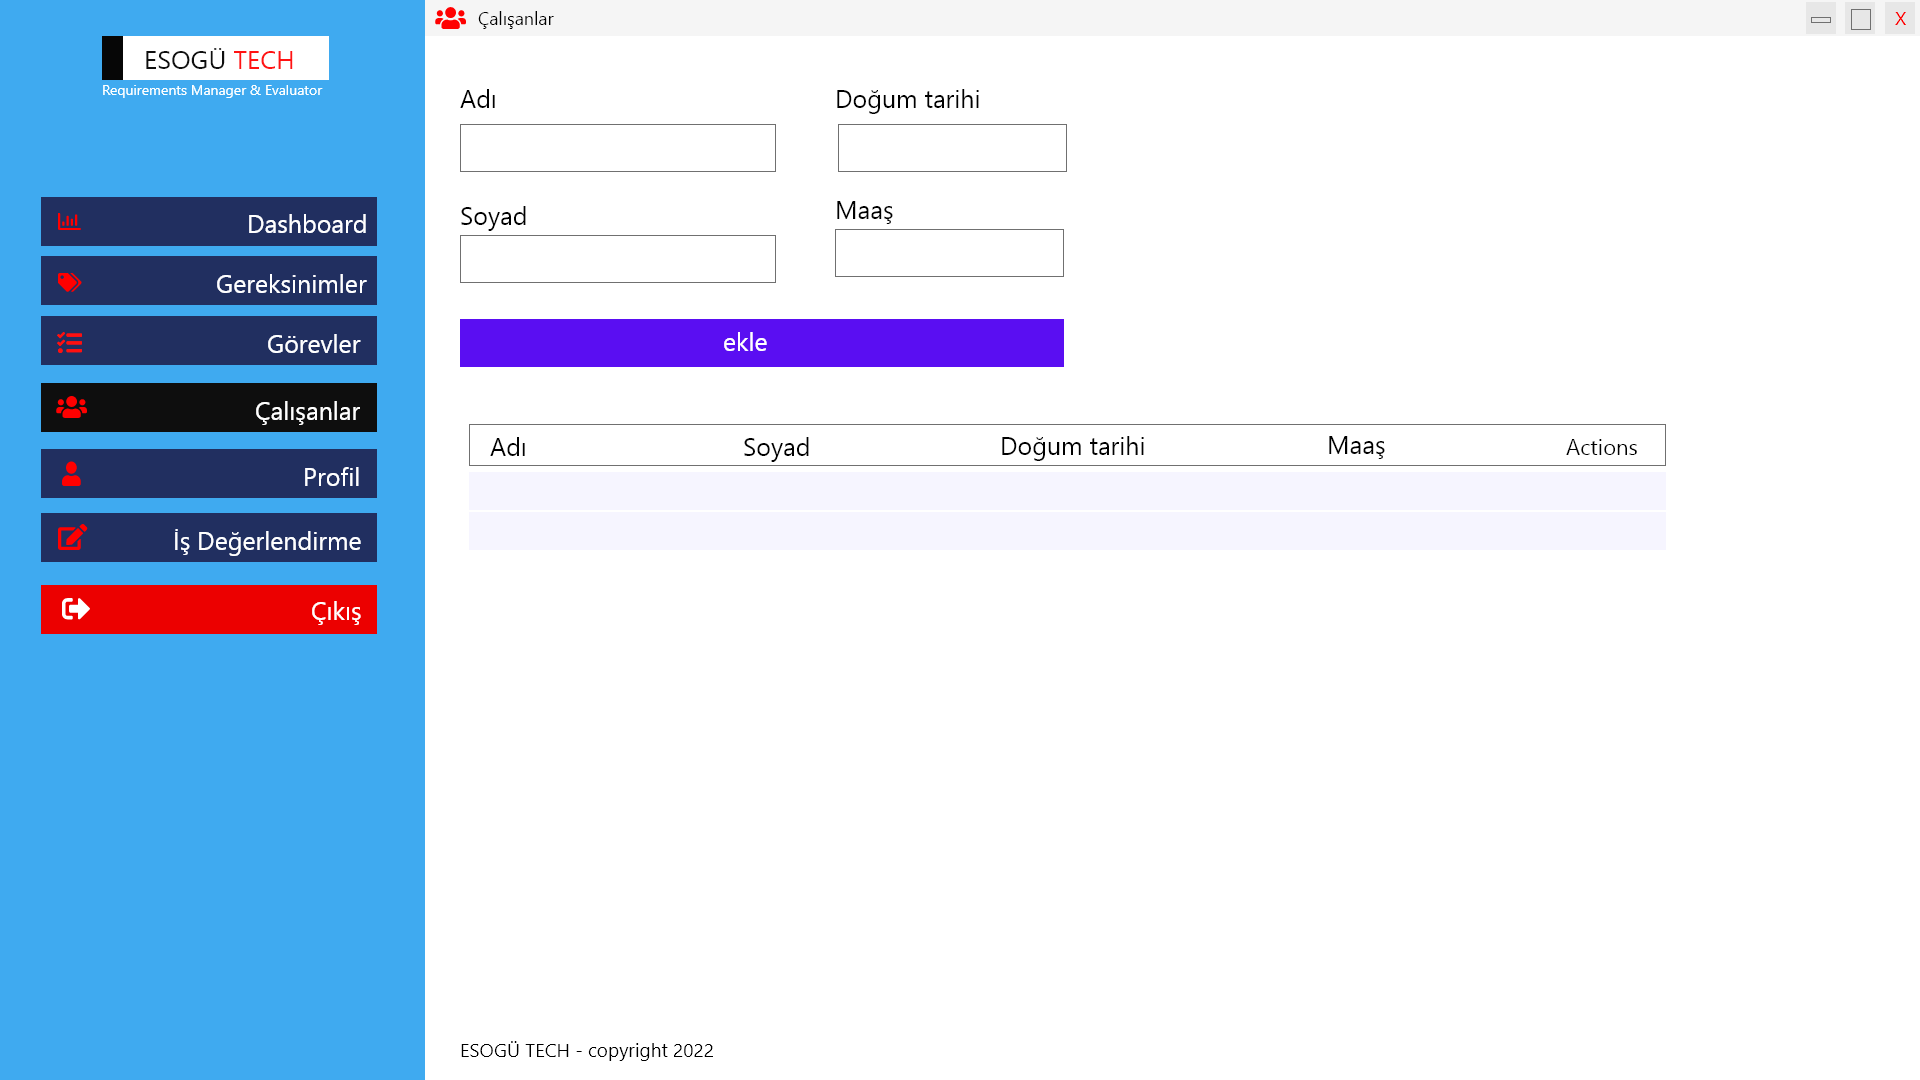 ESOGÜ TECH
Requirements Manager & Evaluator
Dashboard
Gereksinimler
Görevler
Çalışanlar
Profil
İş Değerlendirme
Çıkış
Çalışanlar
X
Adı
Doğum tarihi
Soyad
Maaş
ekle
Adı Soyad Doğum tarihi Maaş Actions
ESOGÜ TECH - copyright 2022